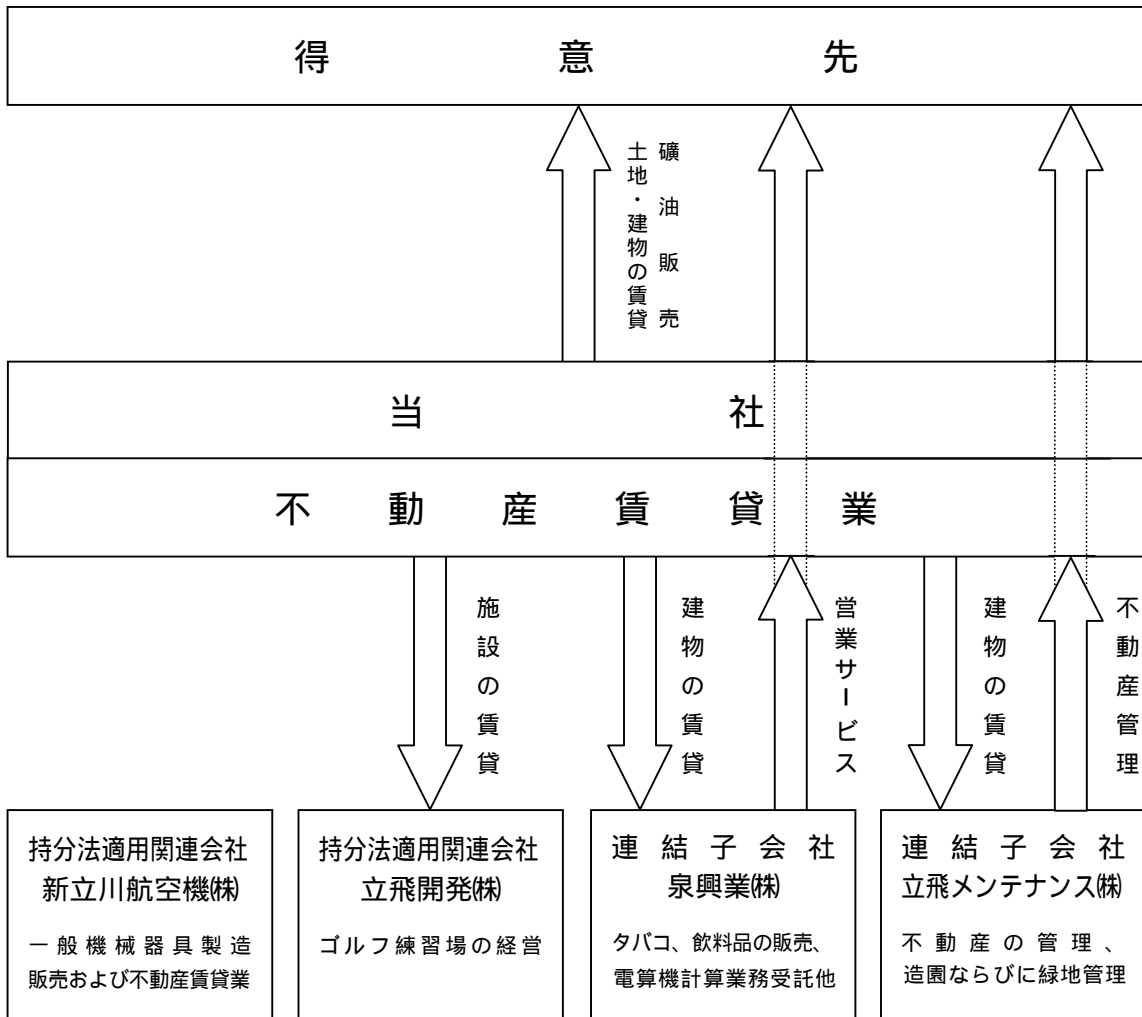 得意先
土地・建物の賃貸
礦油販売
当社
不動産賃貸業
施設の賃貸
建物の賃貸
営業サービス
建物の賃貸
不動産管理
持分法適用関連会社
新立川航空機㈱
一般機械器具製造
販売および不動産賃貸業
持分法適用関連会社
立飛開発㈱
ゴルフ練習場の経営
連結子会社
泉興業㈱
タバコ、飲料品の販売、
電算機計算業務受託他
連結子会社
立飛メンテナンス㈱
不動産の管理、
造園ならびに緑地管理